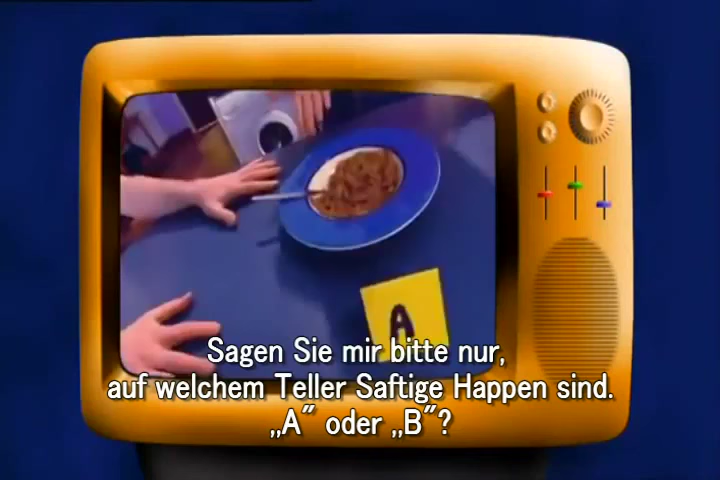 A
Sagen Sie mir bitte nur,
auf welchem Teller Saftige Happen sind.
„A” oder „B”?